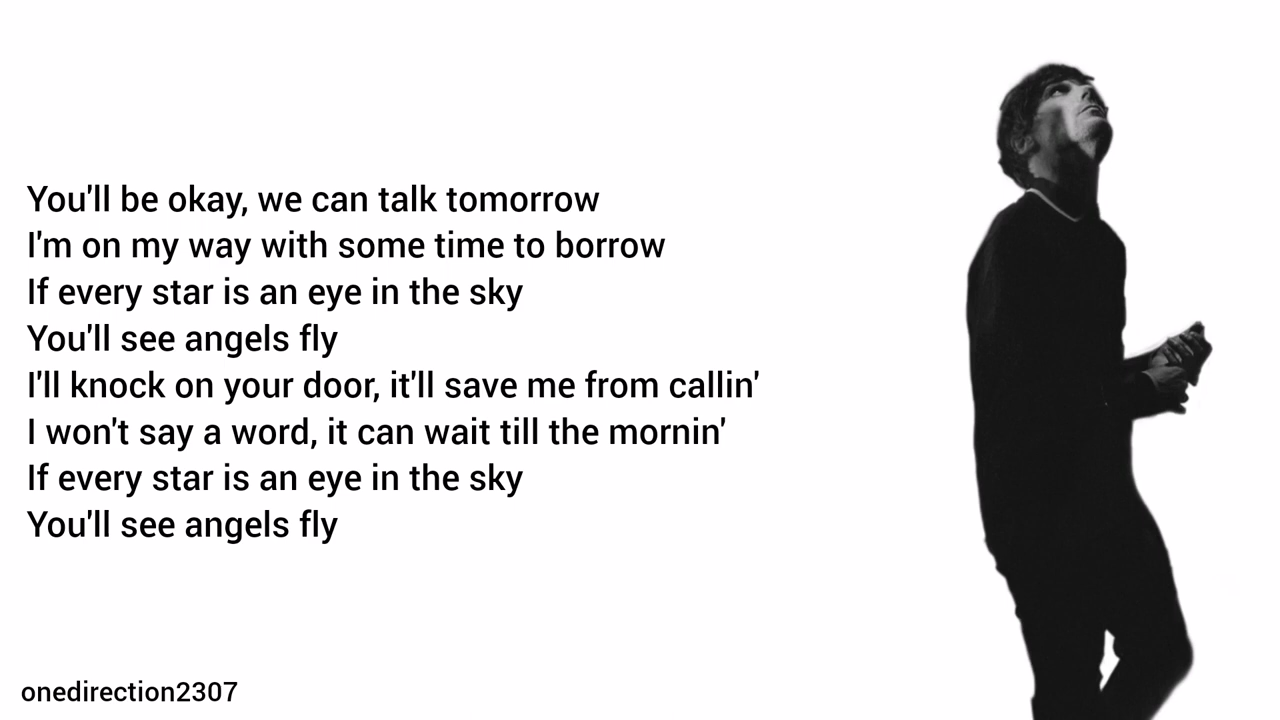 You'll be okay, we can talk tomorrow
I'm on my way with some time to borrow
If every star is an eye in the sky
You'll see angels fly
I'll knock on your door, it'll save me from callin'
I won't say a word, it can wait till the mornin'
If every star is an eye in the sky
You'll see angels fly
onedirection2307